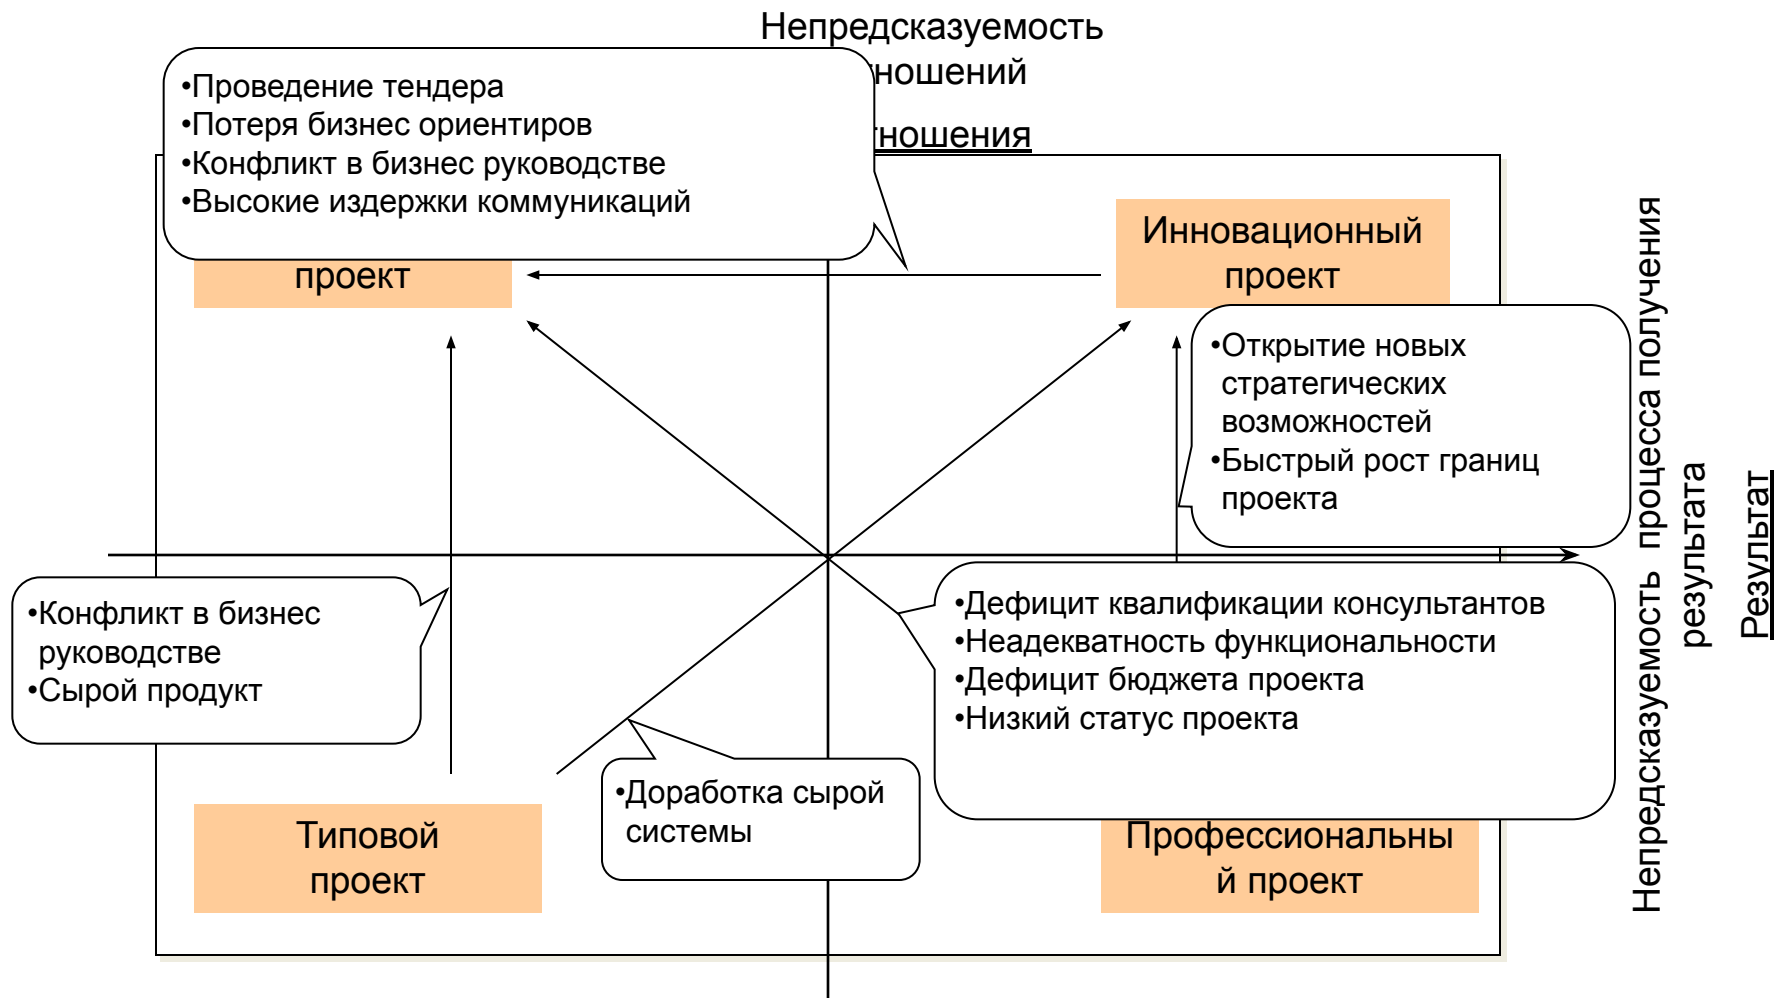 Непредсказуемость
ношений
тношения
•Проведение тендера
•Потеря бизнес ориентиров
•Конфликт в бизнес руководстве
•Высокие издержки коммуникаций
проект
Инновационный
проект
•Открытие новых
стратегических
возможностей
•Быстрый рост границ
проекта
•Конфликт в бизнес
руководстве
•Сырой продукт
•Дефицит квалификации консультантов
•Неадекватность функциональности
•Дефицит бюджета проекта
•Низкий статус проекта
•Доработка сырой
системы
Типовой
проект
Профессиональны
й проект
Непредсказуемость процесса получения
результата
Результат